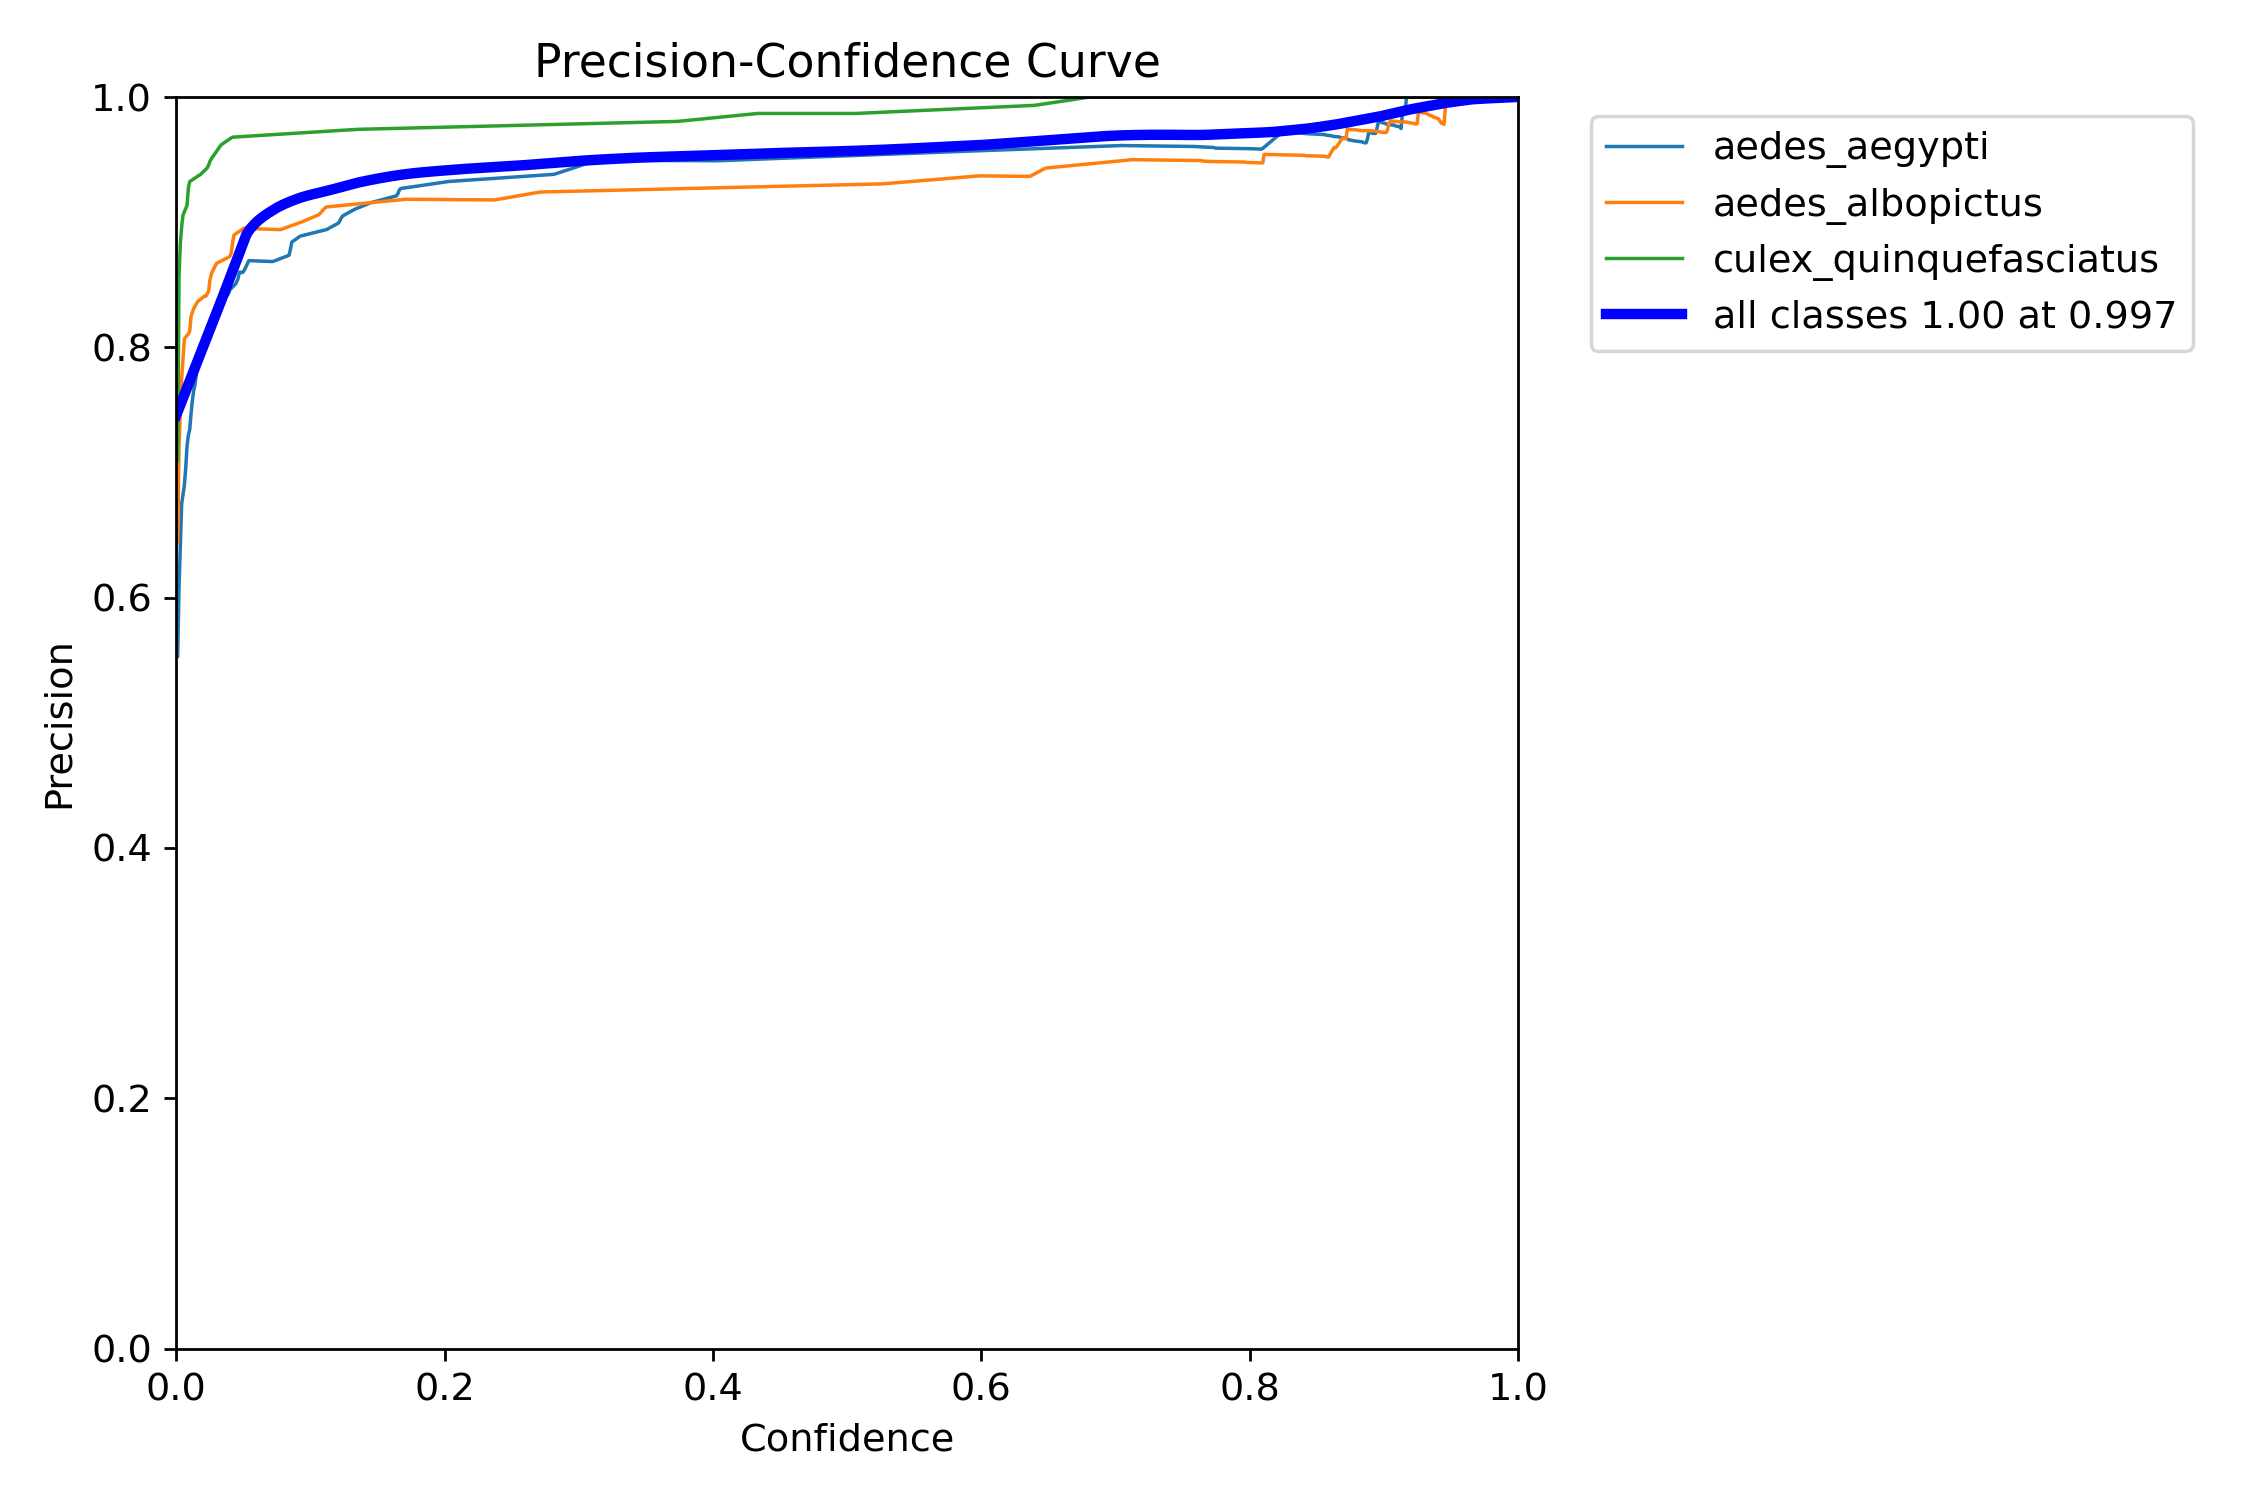 Precision-Confidence Curve
1.0
0.8
0.6
0.4
0.2
0.0
Precision
0.0 0.2 0.4 0.6 0.8 1.0
Confidence
aedes_aegypti
aedes_albopictus
culex_quinquefasciatus
all classes 1.00 at 0.997